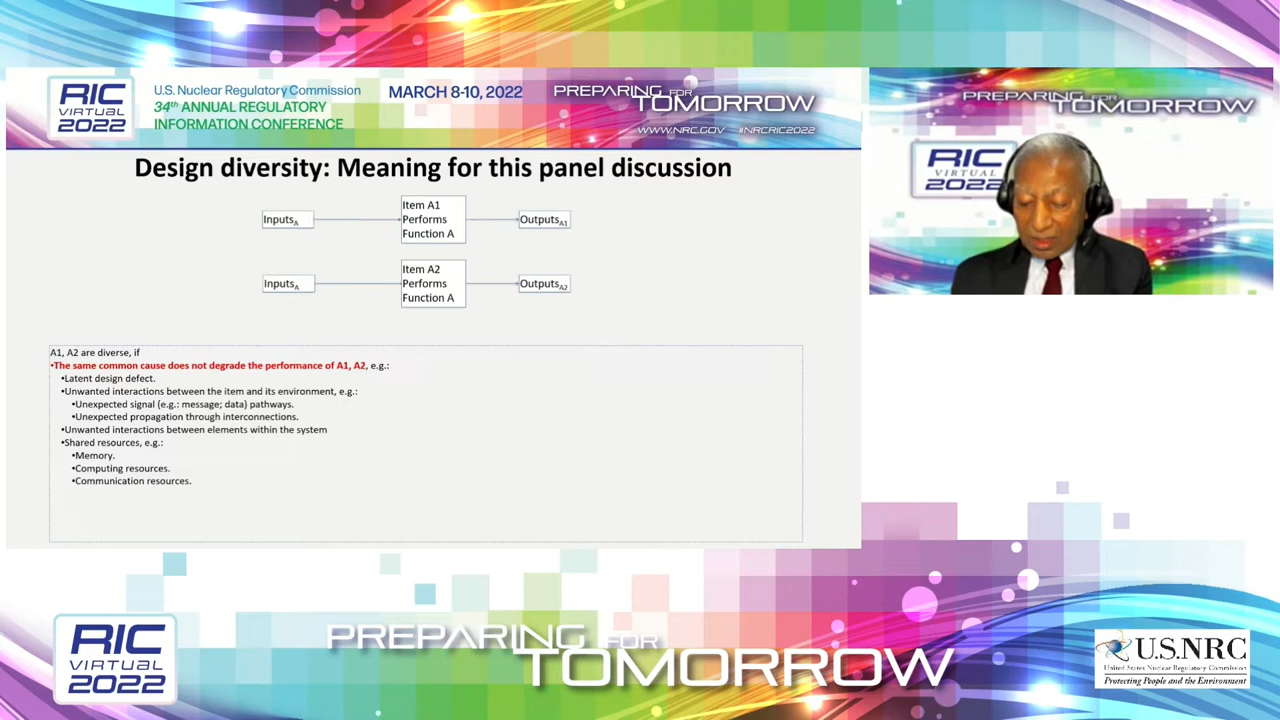 RIC
VIRTUAL
2022
U.S. Nuclear Regulatory Commission
34th ANNUAL REGULATORY
INFORMATION CONFERENCE
MARCH 8-10, 2022
PREPARING FOR
TOMORROW
WWW.NRC.GOV #NRCRIC2022
Design diversity: Meaning for this panel discussion
InputsA
Item A1
Performs
Function A
OutputsA1
InputsA
Item A2
Performs
Function A
OutputsA2
A1, A2 are diverse, if
•The same common cause does not degrade the performance of A1, A2, e.g.:
•Latent design defect.
•Unwanted interactions between the item and its environment, e.g.:
•Unexpected signal (e.g.: message; data) pathways.
•Unexpected propagation through interconnections.
•Unwanted interactions between elements within the system
•Shared resources, e.g.:
•Memory.
•Computing resources.
•Communication resources.
PREPARING FOR
TOMORROW
RIC
VIRTUAL
2022
RIC
VIRTUAL
2022
PREPARING FOR
TOMORROW
U.S.NRC
United States Nuclear Regulatory Commission
Protecting People and the Environment